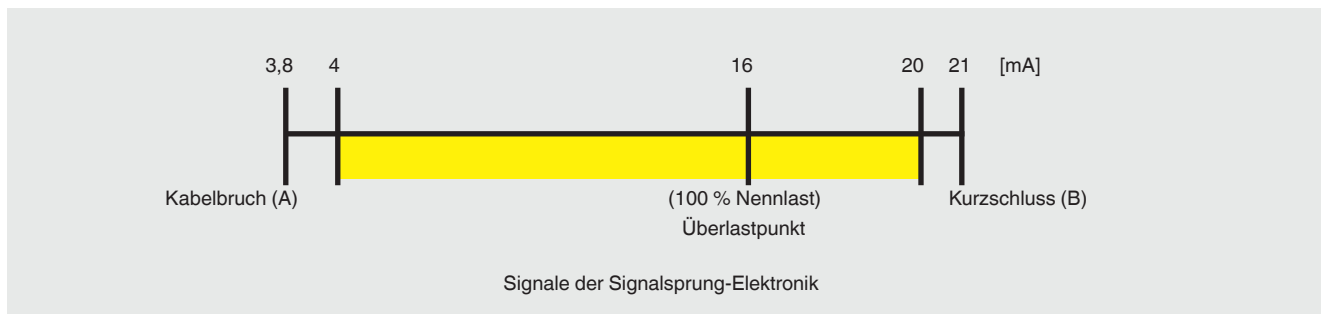 3,8 4 16 20 21 [mA]
Kabelbruch (A) (100 % Nennlast) Kurzschluss (B)
Überlastpunkt
Signale der Signalsprung-Elektronik